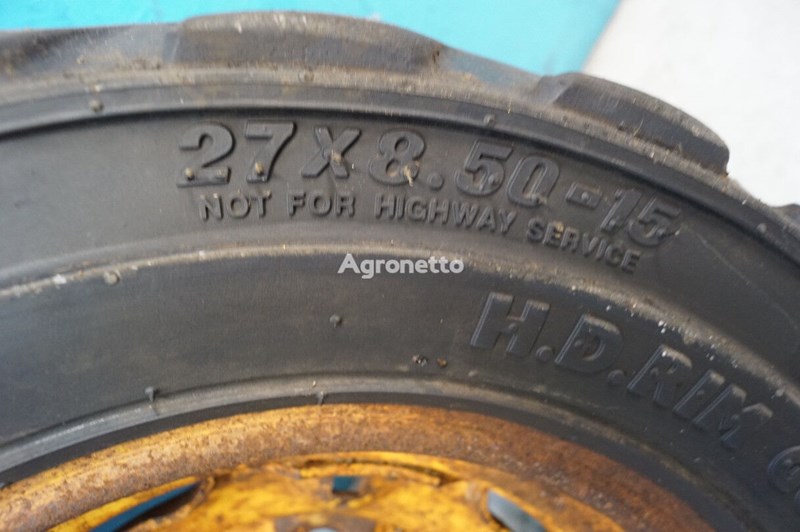 27X8.50-15
NOT FOR HIGHWAY SERVICE
Agronetto
H.D.RIM